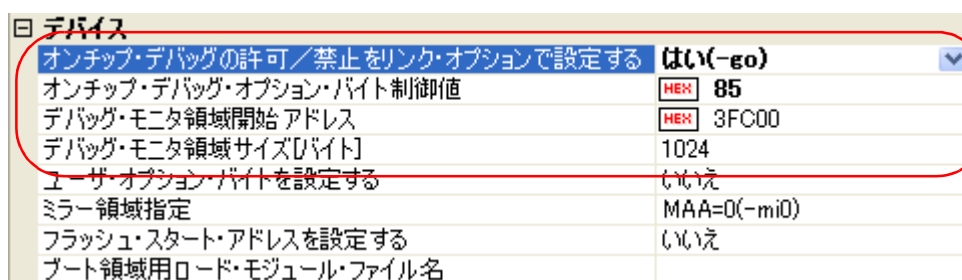 デバイス
オンチップ・デバッグの許可/禁止をリンク・オプションで設定する はい(-go)
オンチップ・デバッグ・オプション・バイト制御値 HEX 85
デバッグ・モニタ領域開始アドレス HEX 3FC00
デバッグ・モニタ領域サイズ[バイト] 1024
ユーザ・オプション・バイトを設定する いいえ
ミラー領域指定 MAA=0(-mi0)
フラッシュ・スタート・アドレスを設定する いいえ
ブート領域用ロード・モジュール・ファイル名